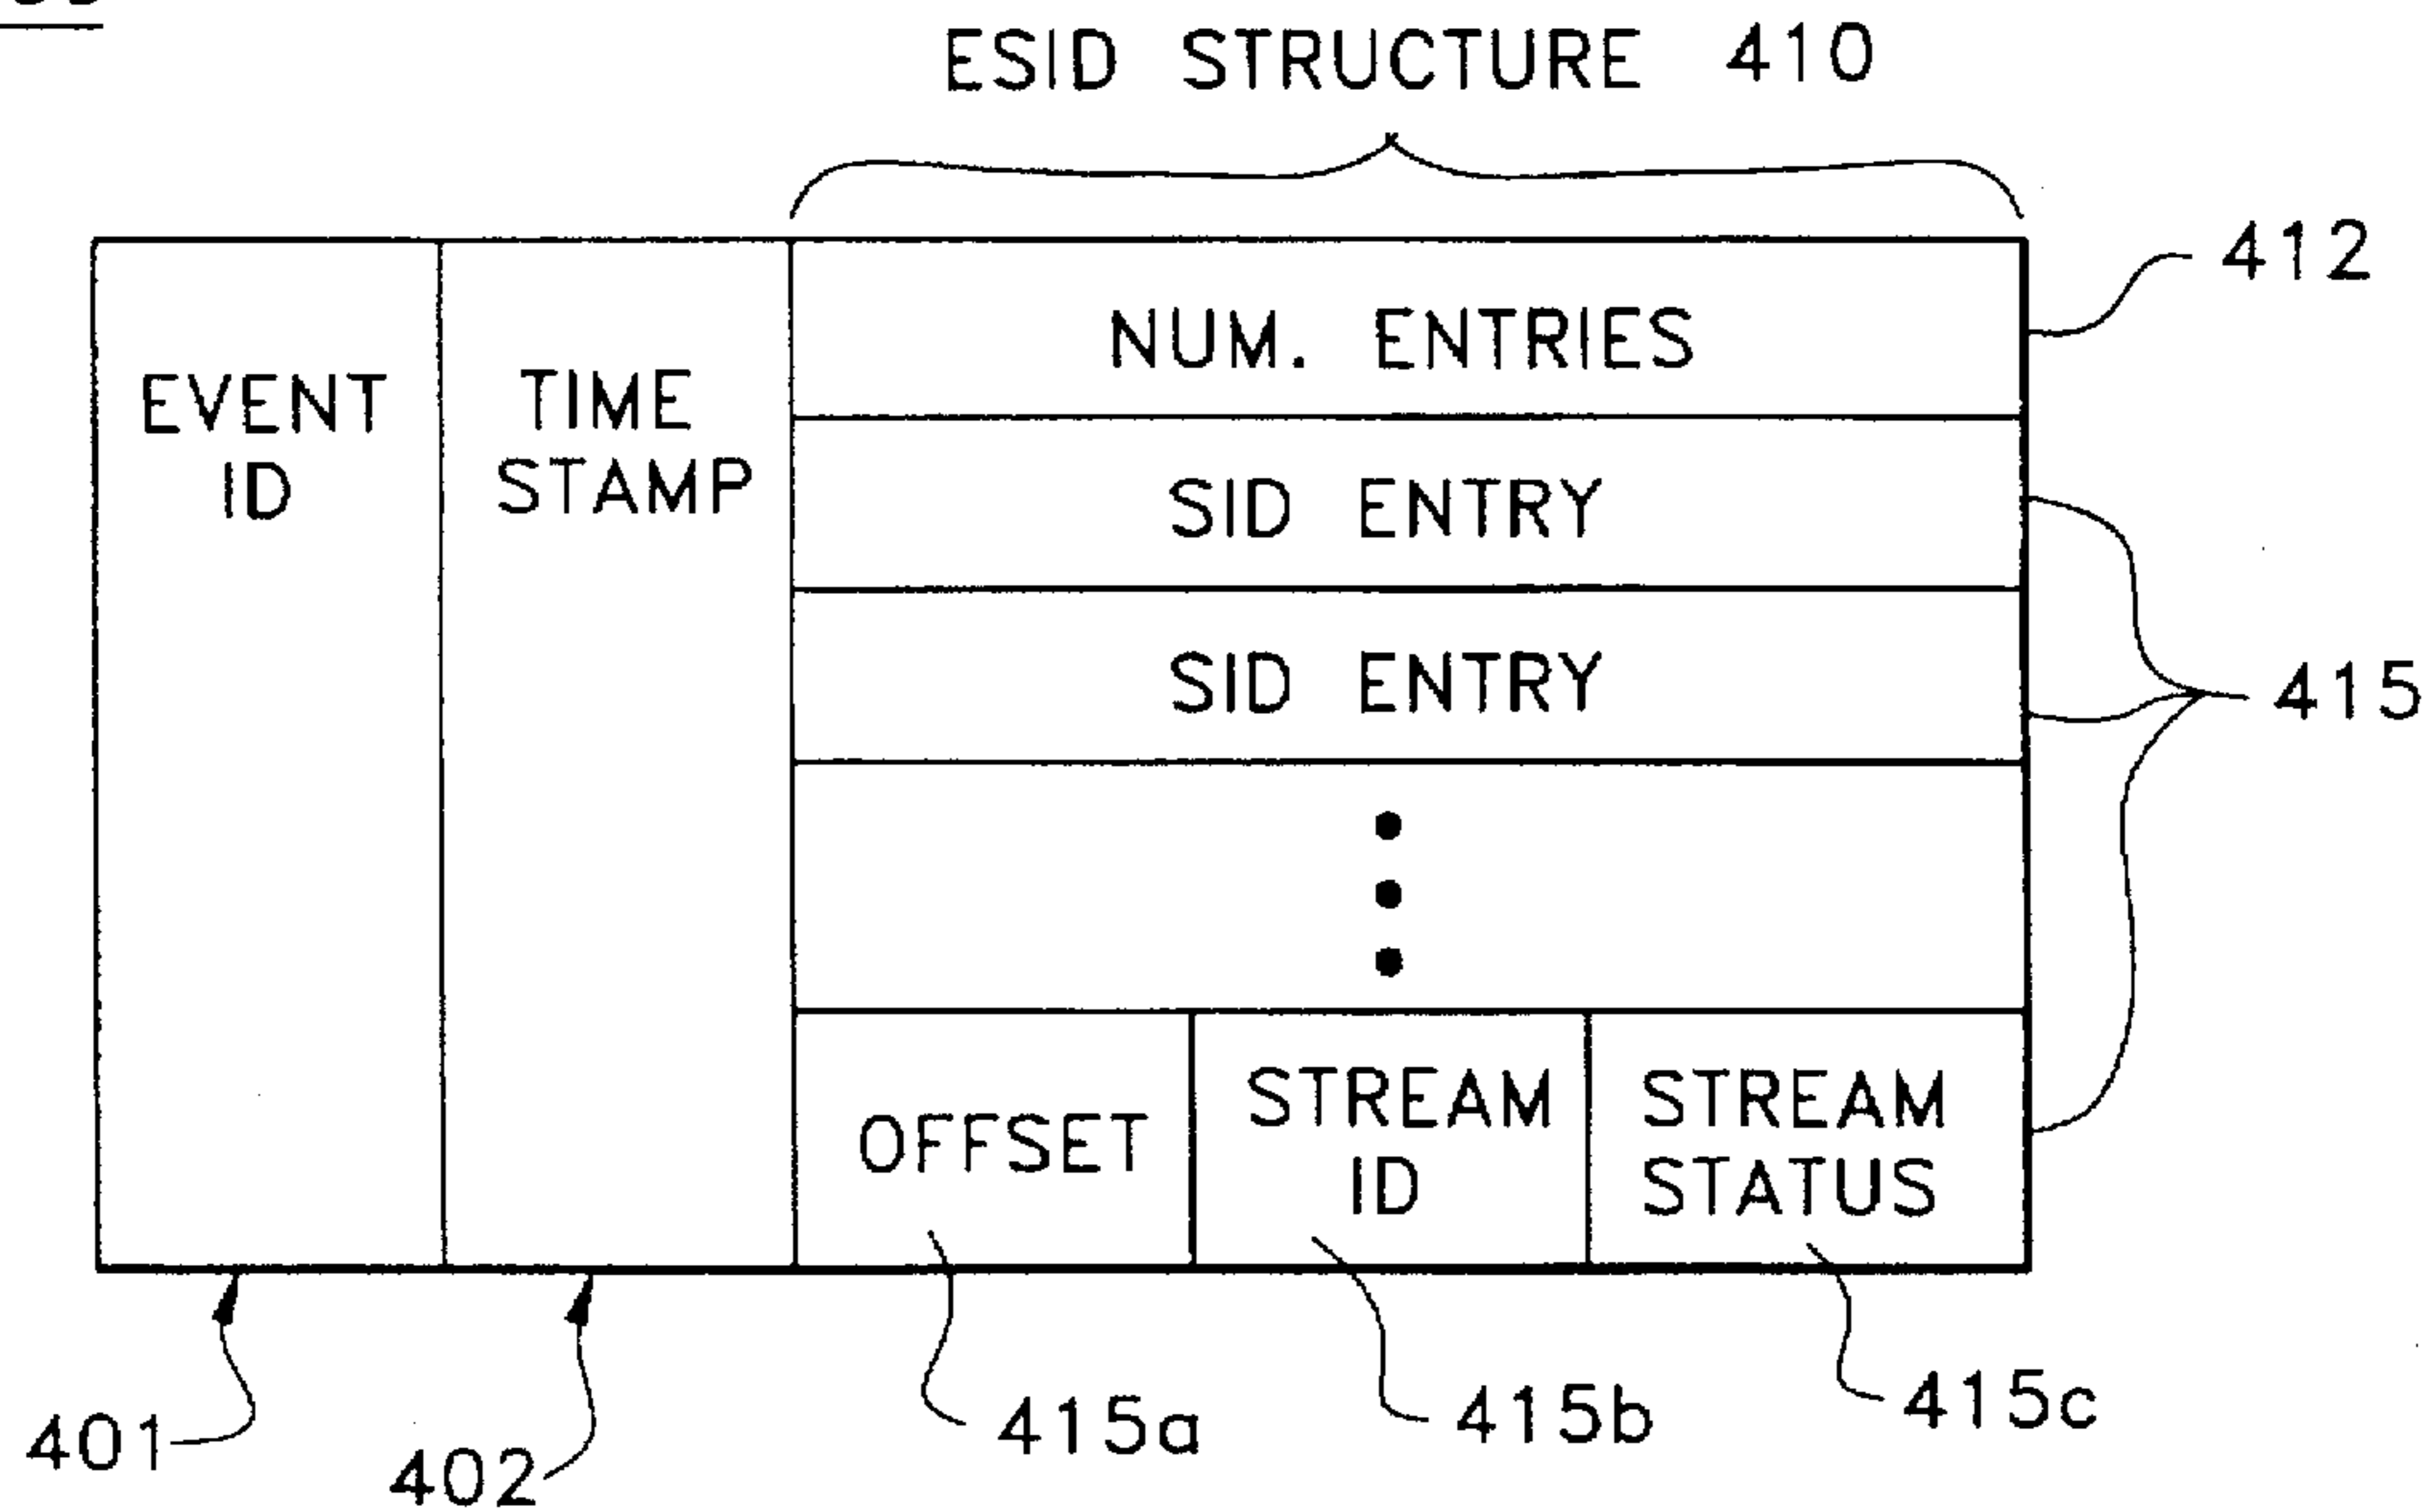 ESID STRUCTURE 410
412
NUM. ENTRIES
EVENT
ID
TIME
STAMP
SID ENTRY
SID ENTRY
415
OFFSET
STREAM
ID
STREAM
STATUS
401
402
415a
415b
415c